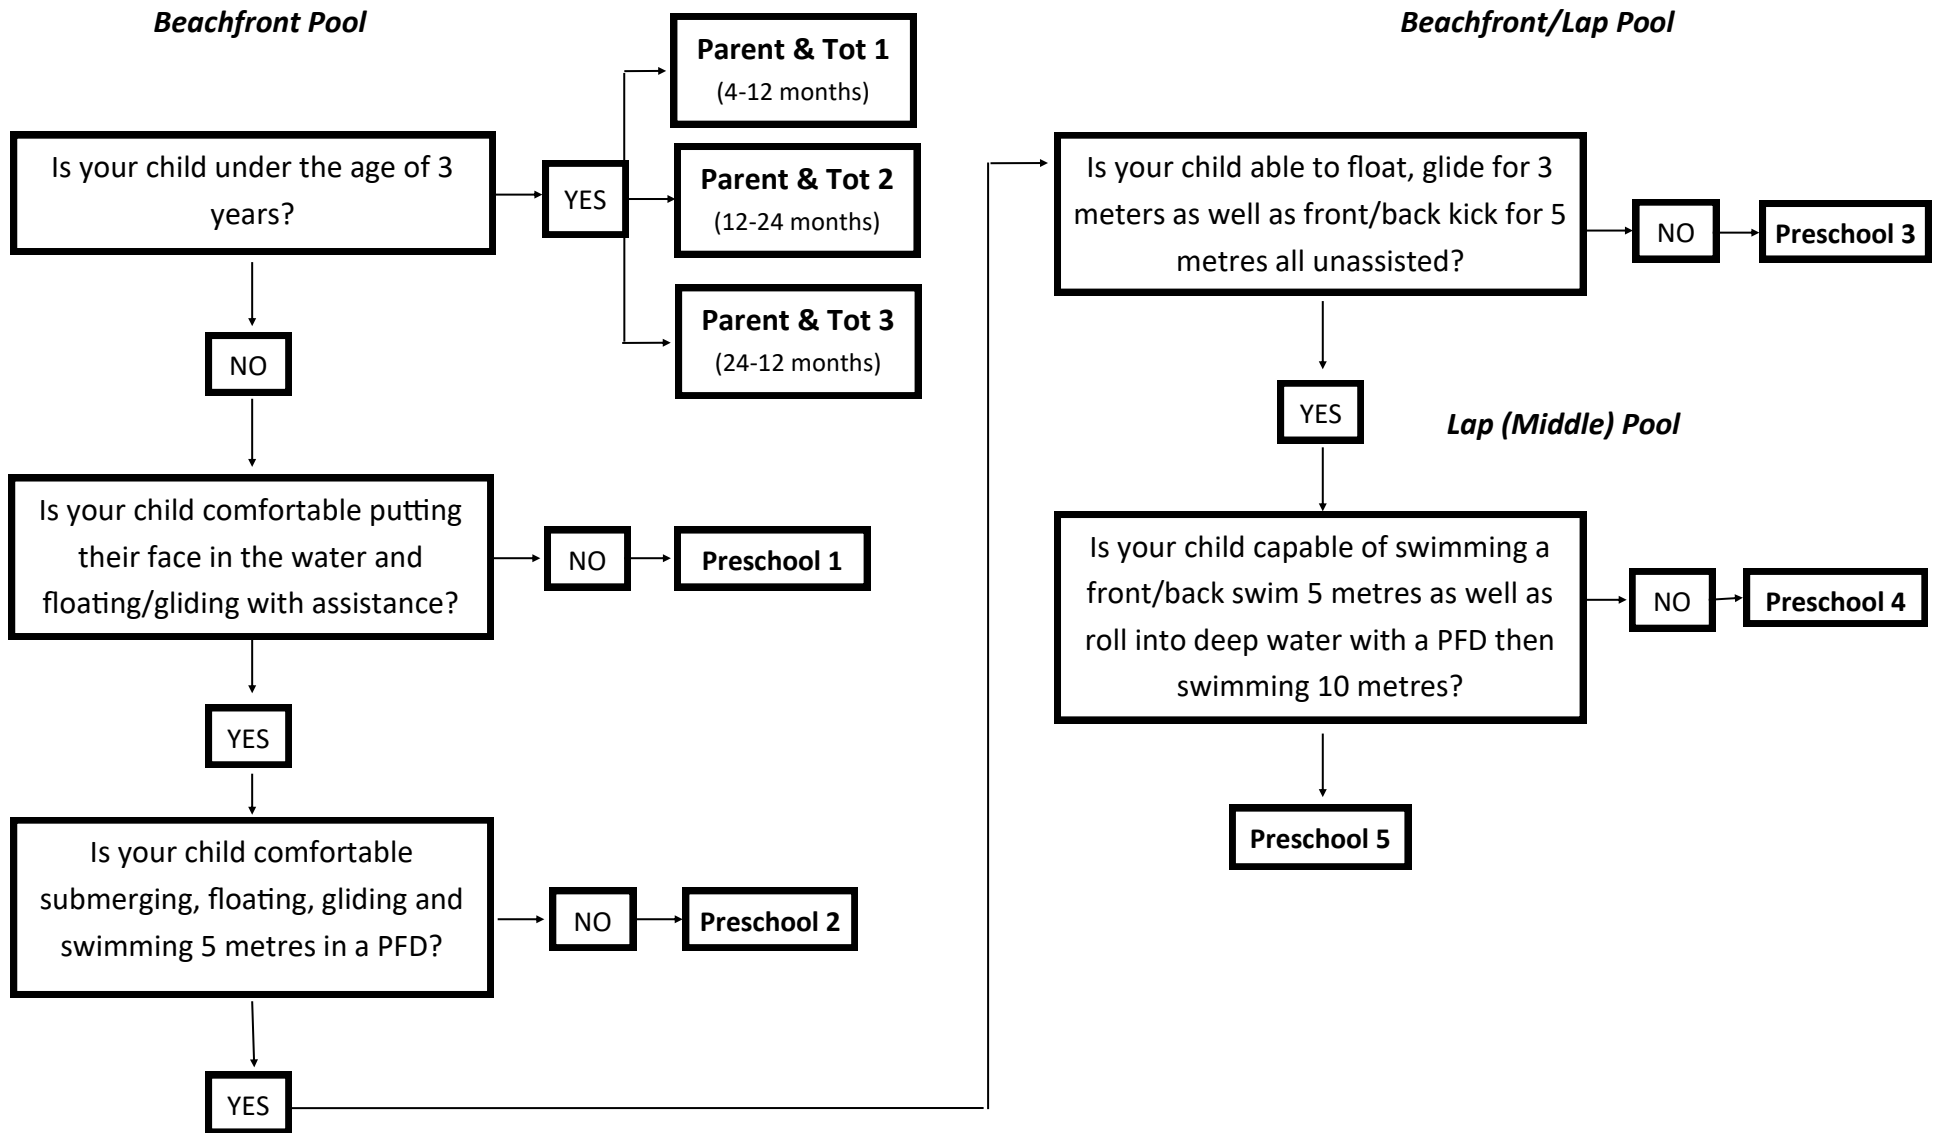 Beachfront Pool
Parent & Tot 1
(4-12 months)
Is your child under the age of 3
years?
YES
Parent & Tot 2
(12-24 months)
Parent & Tot 3
(24-12 months)
NO
Is your child comfortable putting
their face in the water and
floating/gliding with assistance?
NO
Preschool 1
YES
Is your child comfortable
submerging, floating, gliding and
swimming 5 metres in a PFD?
NO
Preschool 2
YES
Beachfront/Lap Pool
Is your child able to float, glide for 3
meters as well as front/back kick for 5
metres all unassisted?
NO
Preschool 3
YES
Lap (Middle) Pool
Is your child capable of swimming a
front/back swim 5 metres as well as
roll into deep water with a PFD then
swimming 10 metres?
NO
Preschool 4
Preschool 5